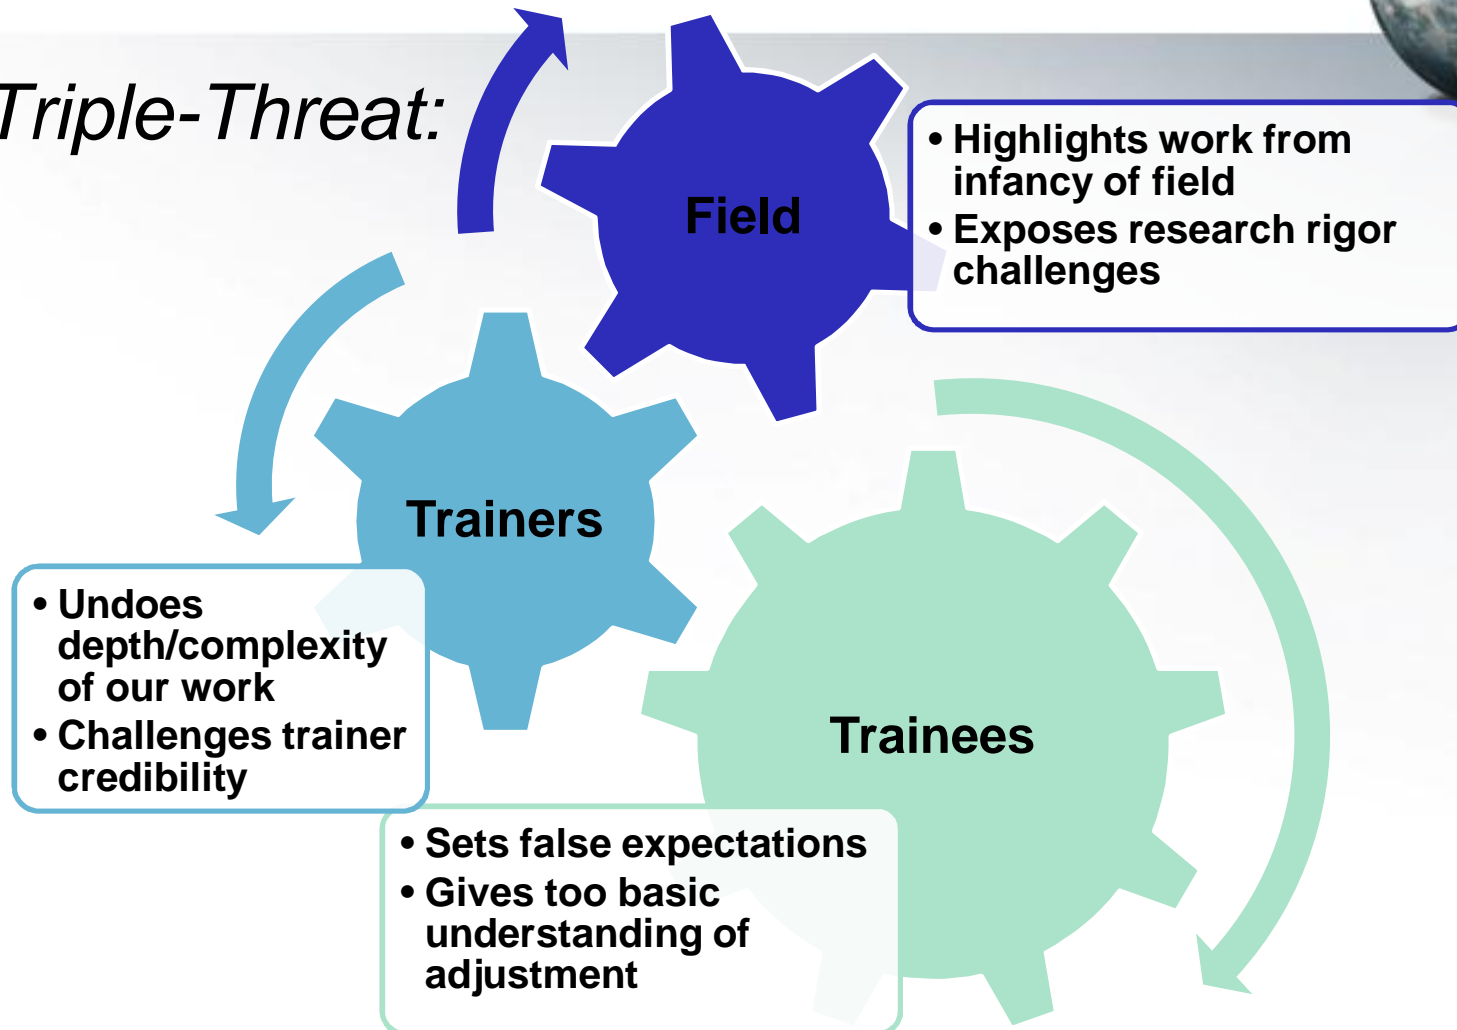 Triple-Threat:
Field
• Highlights work from
infancy of field
• Exposes research rigor
challenges
Trainers
• Undoes
depth/complexity
of our work
• Challenges trainer
credibility
Trainees
• Sets false expectations
• Gives too basic
understanding of
adjustment